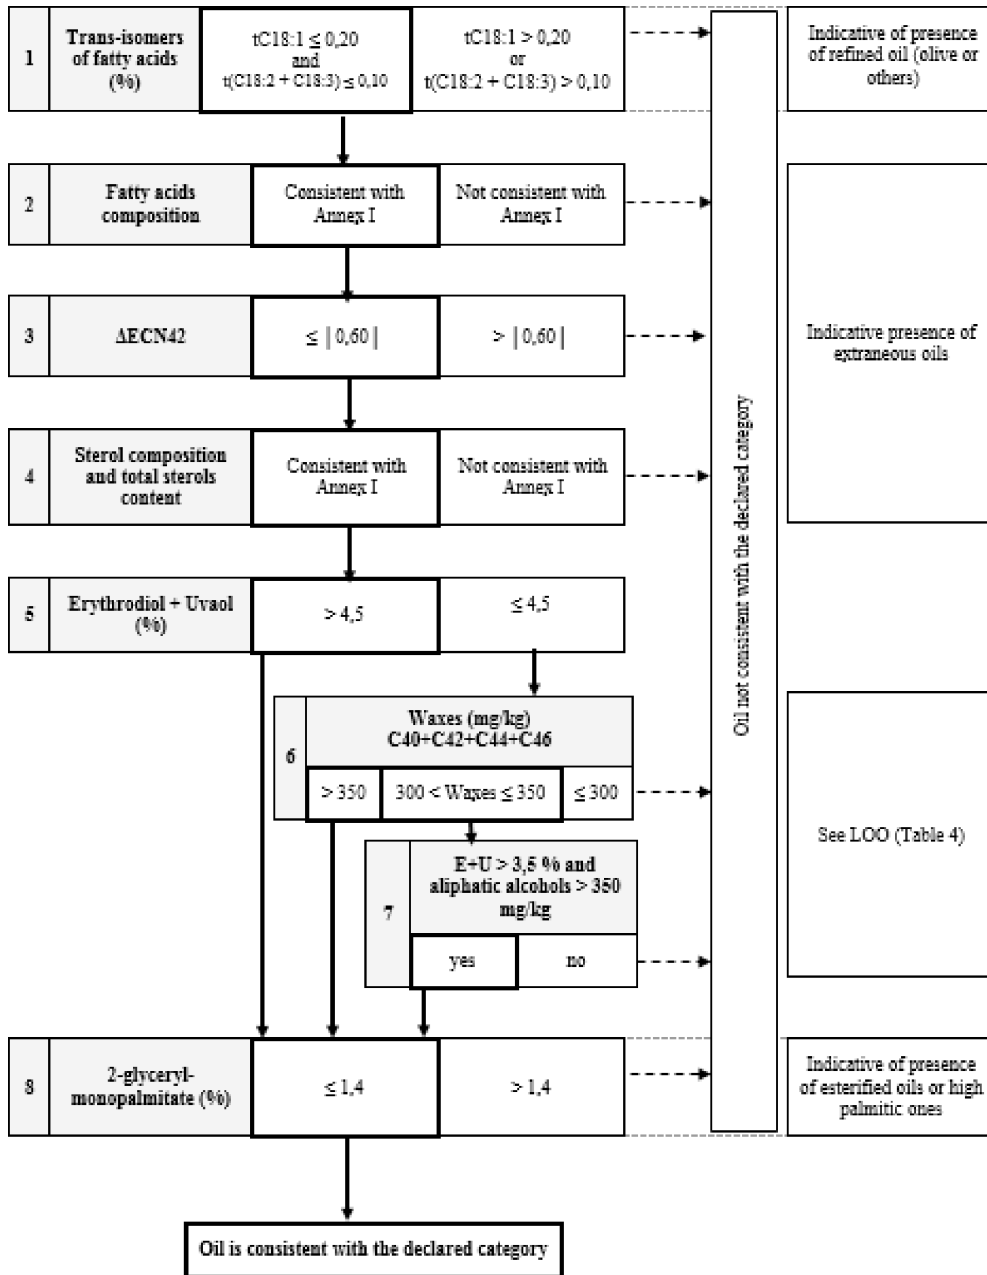 1
Trans-isomers
of fatty acids
(%)
tC18:1 ≤ 0,20
and
t(C18:2 + C18:3) ≤ 0,10
tC18:1 > 0,20
or
t(C18:2 + C18:3) > 0,10
Indicative of presence
of refined oil (olive or
others)
2
Fatty acids
composition
Consistent with
Annex I
Not consistent with
Annex I
3
ΔECN42
≤ | 0,60 |
> | 0,60 |
Indicative presence of
extraneous oils
4
Sterol composition
and total sterols
content
Consistent with
Annex I
Not consistent with
Annex I
Oil not consistent with the declared category
5
Erythrodiol + Uvaol
(%)
> 4,5
≤ 4,5
6
Waxes (mg/kg)
C40+C42+C44+C46
> 350
300 < Waxes ≤ 350
≤ 300
See LOO (Table 4)
7
E+U > 3,5 % and
aliphatic alcohols > 350
mg/kg
yes
no
8
2-glyceryl-
monopalmitate (%)
≤ 1,4
> 1,4
Indicative of presence
of esterified oils or high
palmitic ones
Oil is consistent with the declared category